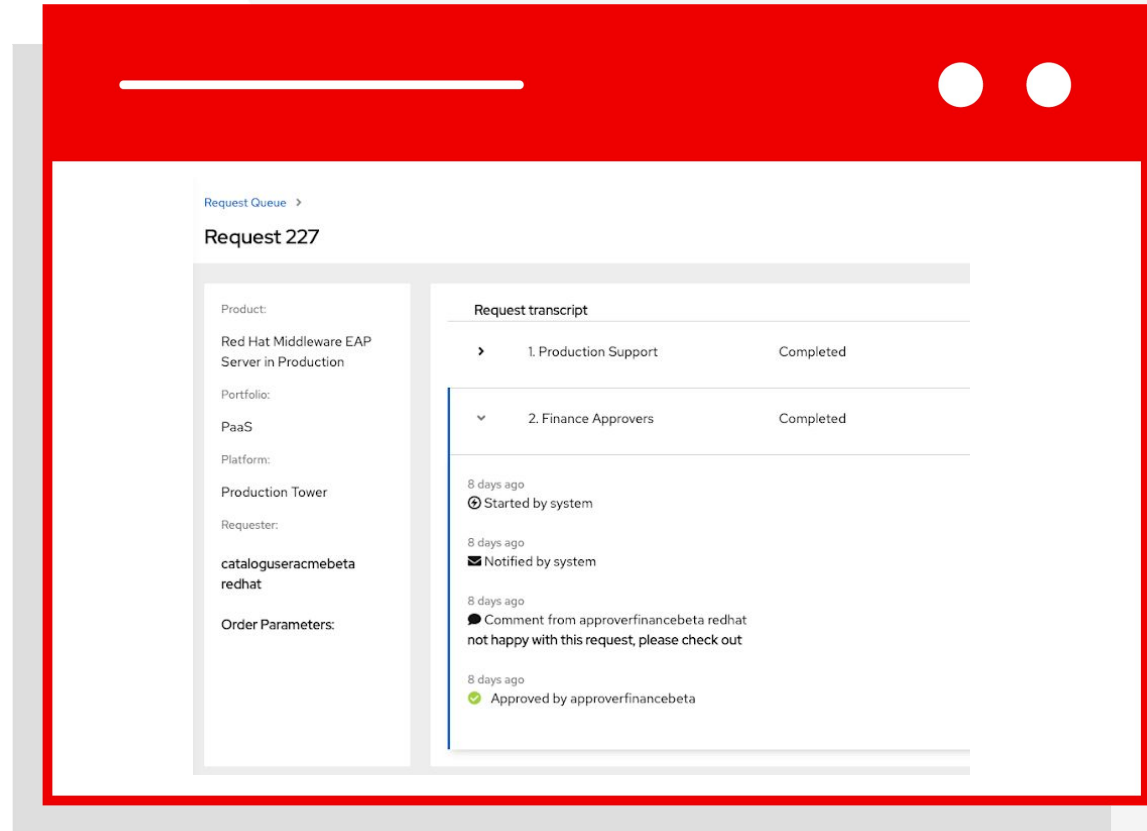 Request Queue >
Request 227
Product:
Red Hat Middleware EAP
Server in Production
Portfolio:
PaaS
Platform:
Production Tower
Requester:
cataloguseracmebeta
redhat
Order Parameters:
Request transcript
1. Production Support Completed
2. Finance Approvers Completed
8 days ago
Started by system
8 days ago
Notified by system
8 days ago
Comment from approverfinancebeta redhat
not happy with this request, please check out
8 days ago
Approved by approverfinancebeta